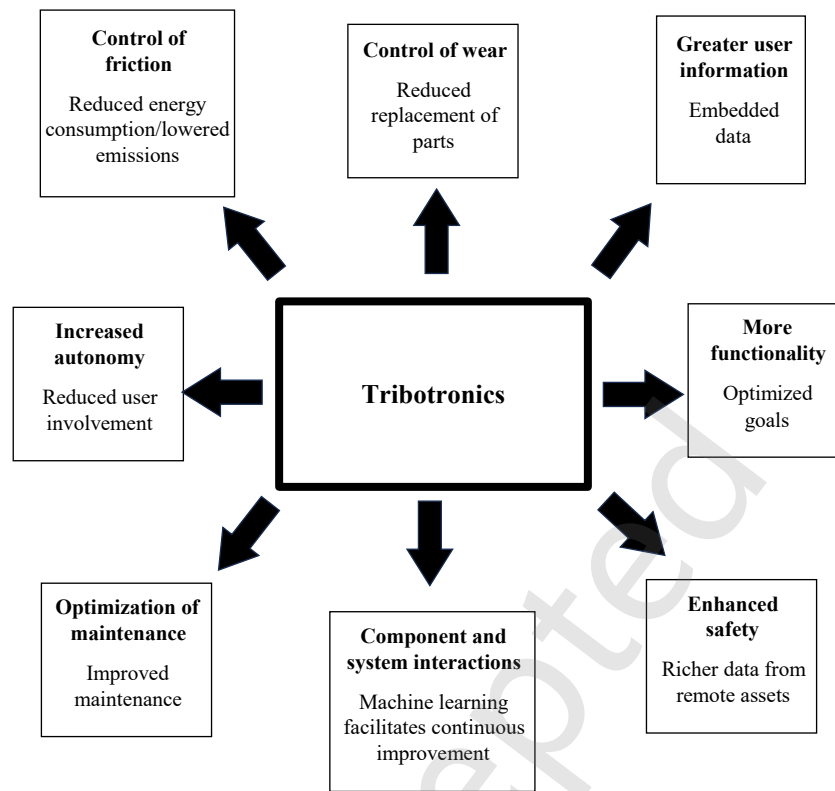 Control of
friction
Reduced energy
consumption/lowered
emissions
Control of wear
Reduced
replacement of
parts
Greater user
information
Embedded
data
Increased
autonomy
Reduced user
involvement
Tribotronics
More
functionality
Optimized
goals
Optimization of
maintenance
Improved
maintenance
Component and
system interactions
Machine learning
facilitates continuous
improvement
Enhanced
safety
Richer data from
remote assets
epted